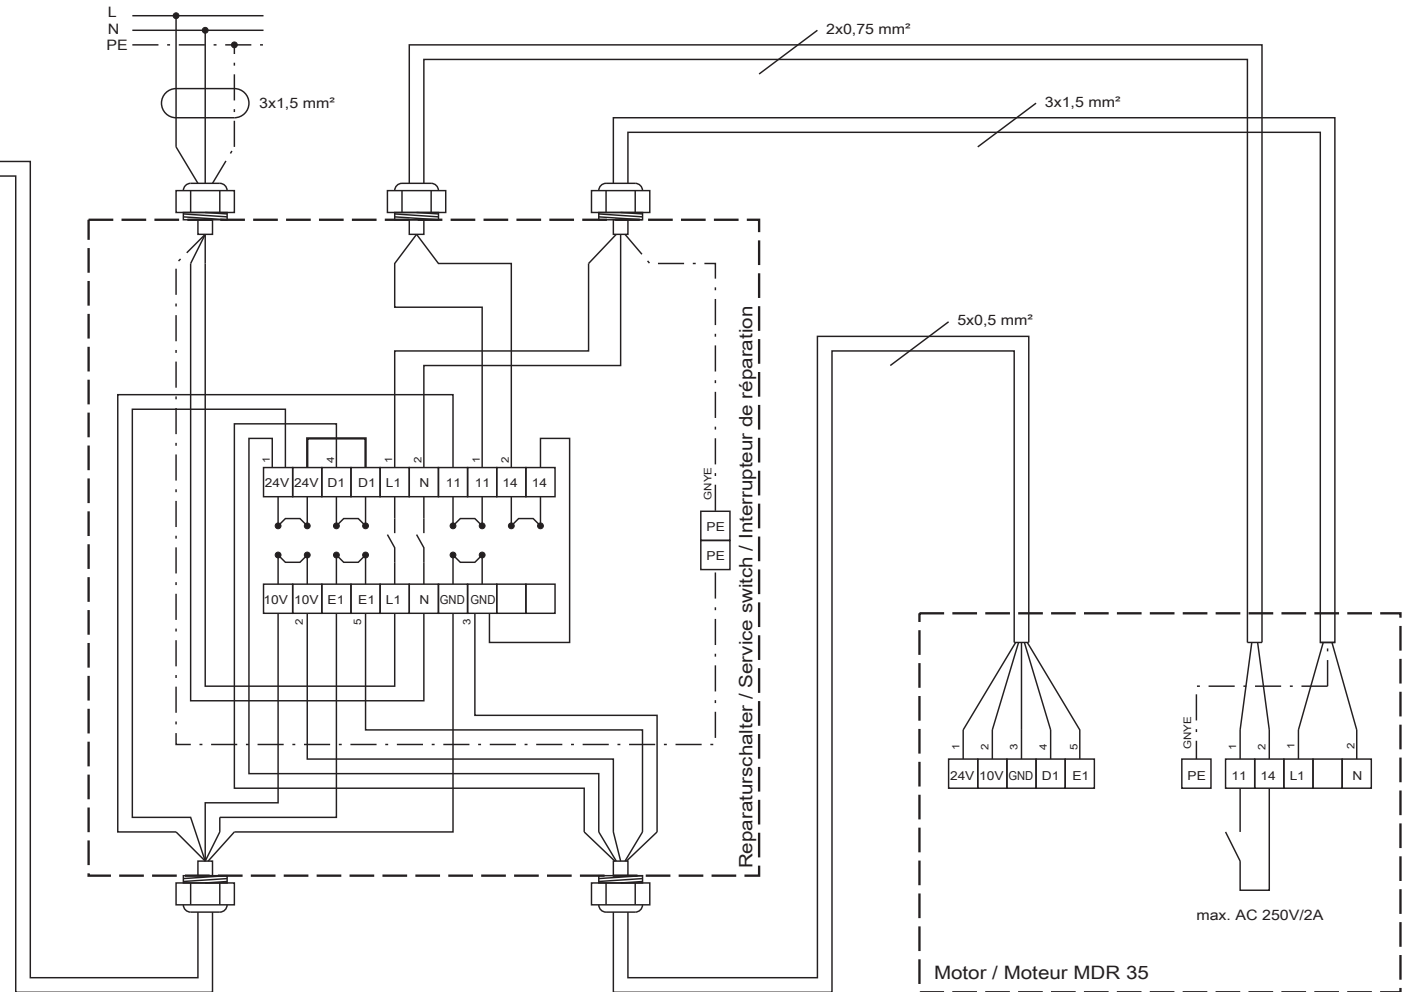 L
N
PE
3x1,5 mm²
2x0,75 mm²
3x1,5 mm²
5x0,5 mm²
1 4 1 2 1 2
24V 24V D1 D1 L1 N 11 11 14 14
10V 10V E1 E1 L1 N GND GND
2 5 3
GNYE
PE
PE
Reparaturschalter / Service switch / Interrupteur de réparation
1 2 3 4 5
24V 10V GND D1 E1
GNYE
1 2 1 2
PE 11 14 L1 N
max. AC 250V/2A
Motor / Moteur MDR 35